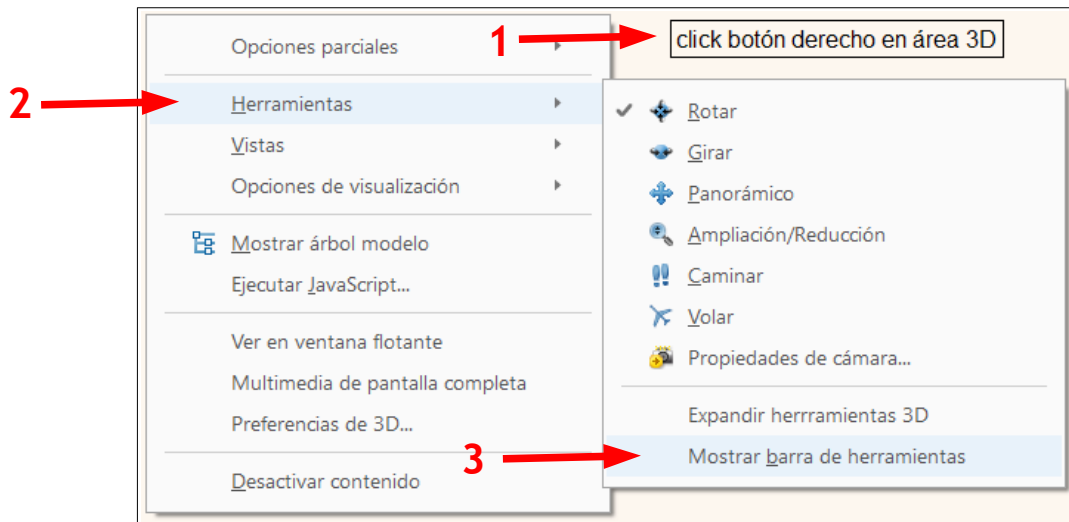 1
click botón derecho en área 3D
Opciones parciales
2
Herramientas
Vistas
Opciones de visualización
Mostrar árbol modelo
Ejecutar JavaScript...
Ver en ventana flotante
Multimedia de pantalla completa
Preferencias de 3D...
Desactivar contenido
Rotar
Girar
Panorámico
Ampliación/Reducción
Caminar
Volar
Propiedades de cámara...
Expandir herrramientas 3D
3
Mostrar barra de herramientas